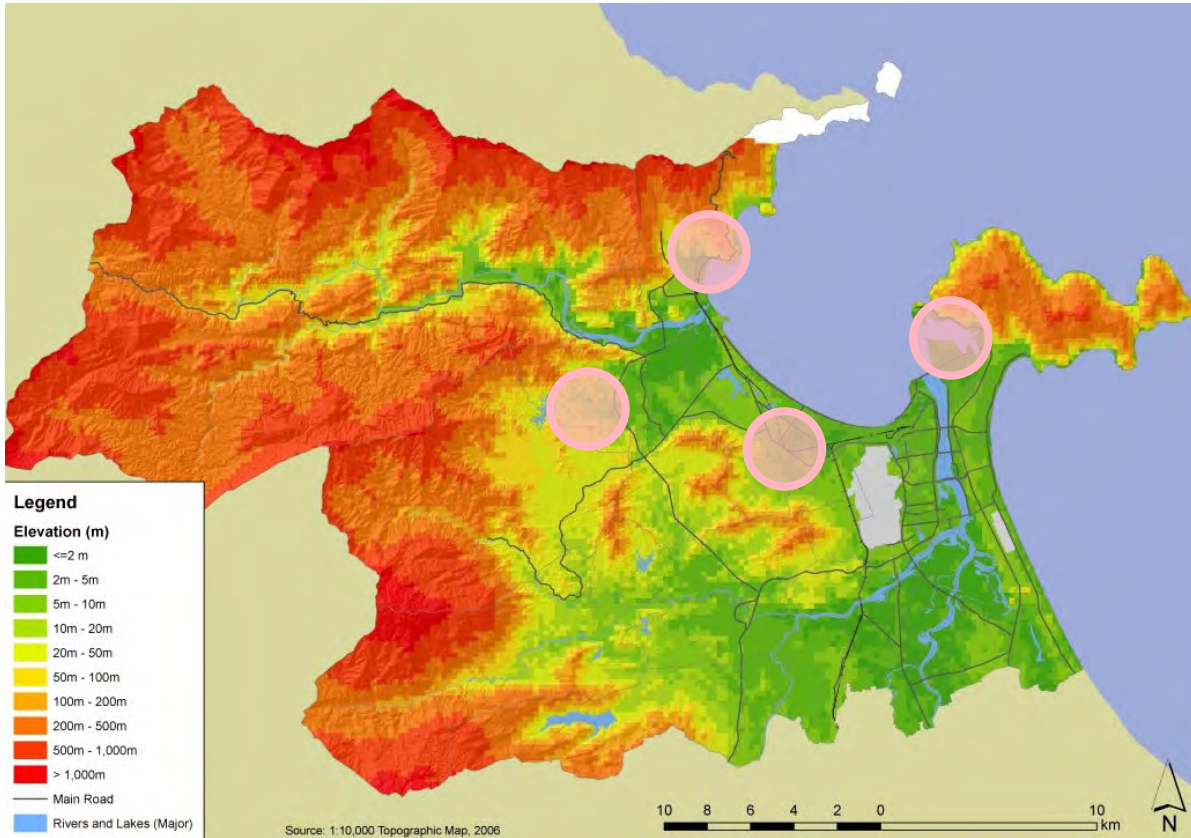 Legend
Elevation (m)
<=2 m
2m - 5m
5m - 10m
10m - 20m
20m - 50m
50m - 100m
100m - 200m
200m - 500m
500m - 1,000m
> 1,000m
Main Road
Rivers and Lakes (Major)
Source: 1:10,000 Topographic Map, 2006
10 8 6 4 2 0 10
km
N